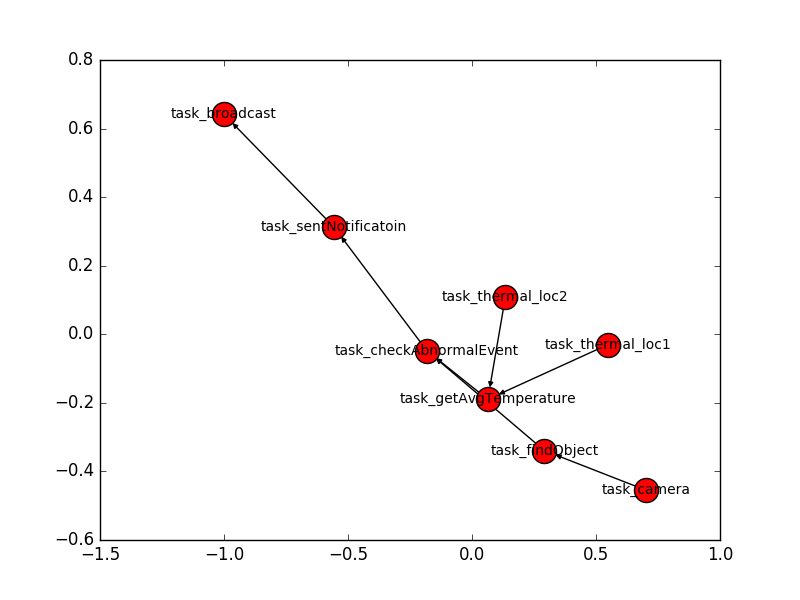 0.8
0.6
0.4
0.2
0.0
−0.2
−0.4
−0.6
task_broadcast
task_sentNotificatoin
task_thermal_loc2
task_thermal_loc1
task_checkAbnormalEvent
task_getAvgTemperature
task_findObject
task_camera
−1.5 −1.0 −0.5 0.0 0.5 1.0